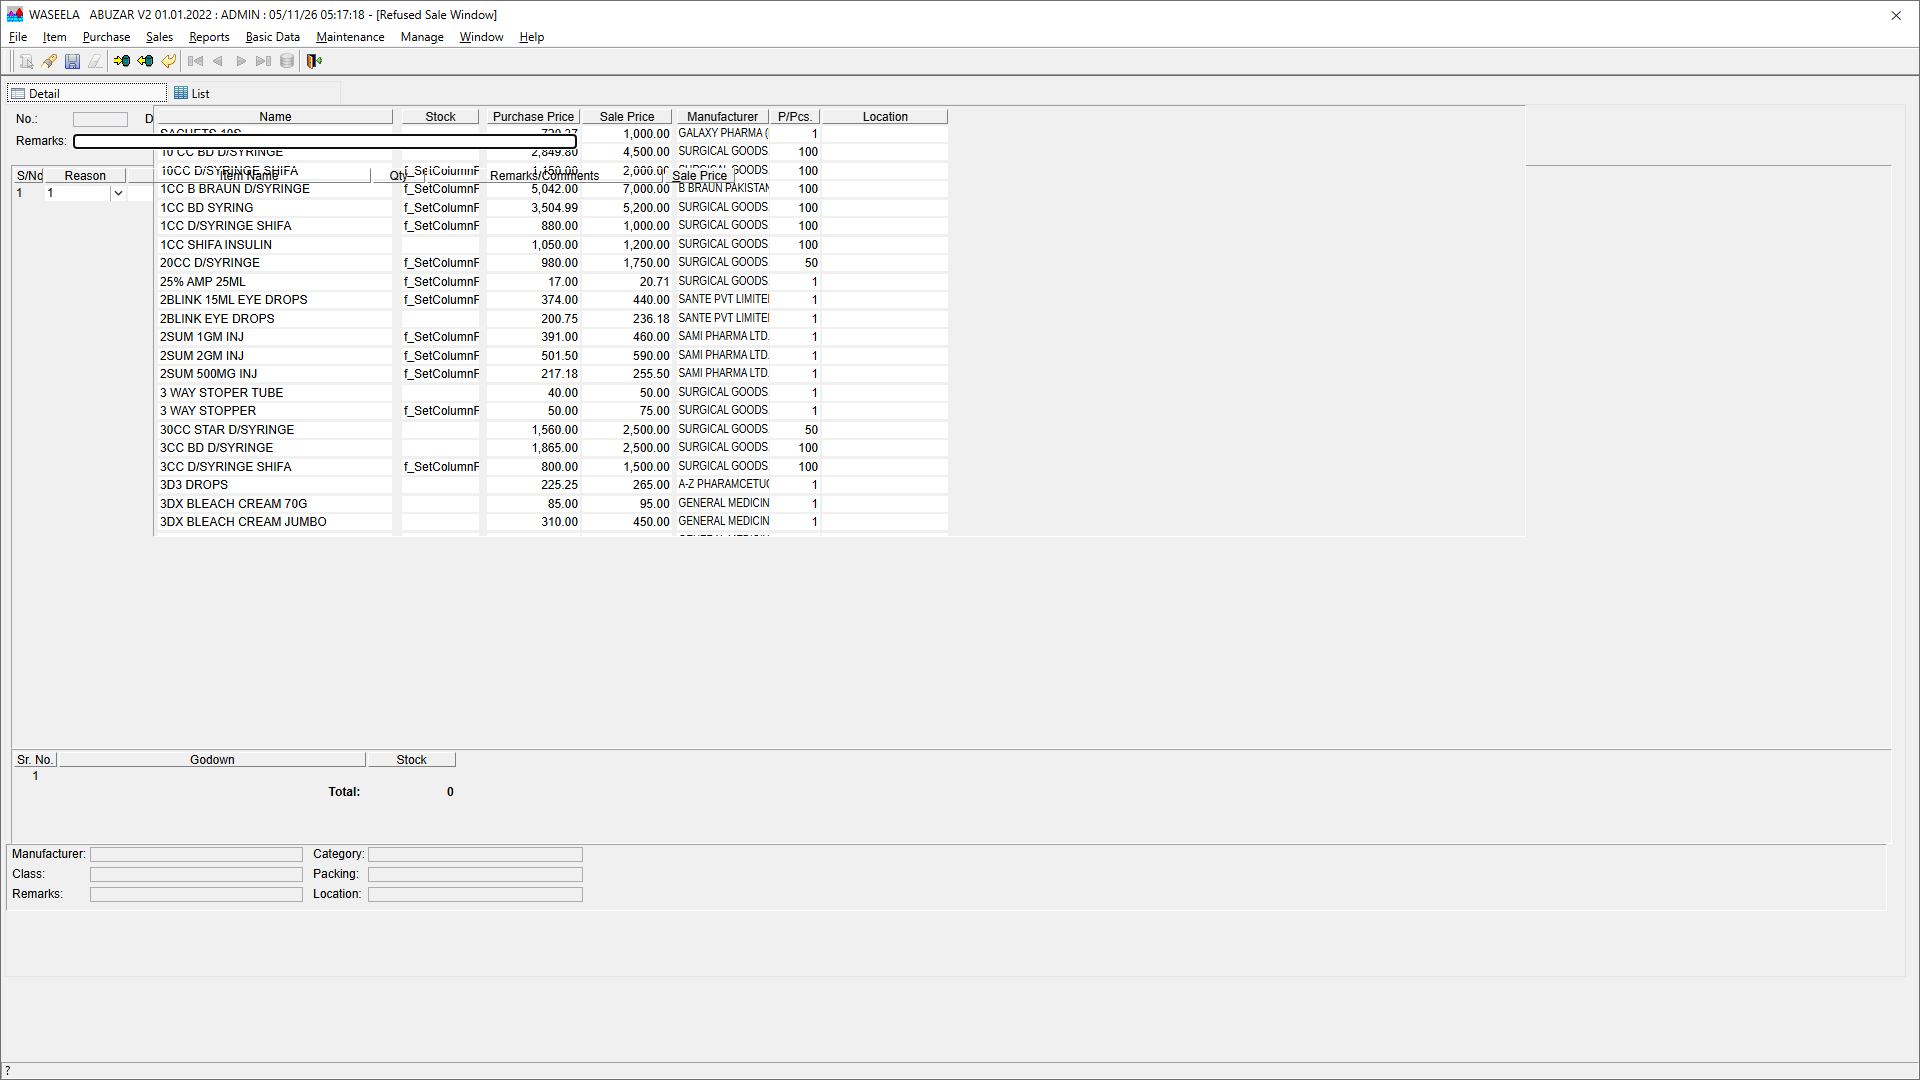 WASEELA ABUZAR V2 01.01.2022 : ADMIN : 05/11/26 05:17:18 - [Refused Sale Window]
File Item Purchase Sales Reports Basic Data Maintenance Manage Window Help
Detail List
No.: D
Name Stock Purchase Price Sale Price Manufacturer P/Pcs. Location
1,000.00 GALAXY PHARMA ( 1
Remarks:
10 CC BD D/SYRINGE 2,849.80 4,500.00 SURGICAL GOODS 100
10CC D/SYRINGE SHIFA f_SetColumnF 1,150.00 2,000.00 SURGICAL GOODS 100
S/No Reason Item Name Qty Remarks/Comments Sale Price
1 1
1CC B BRAUN D/SYRINGE f_SetColumnF 5,042.00 7,000.00 B BRAUN PAKISTAN 100
1CC BD SYRING f_SetColumnF 3,504.99 5,200.00 SURGICAL GOODS 100
1CC D/SYRINGE SHIFA f_SetColumnF 880.00 1,000.00 SURGICAL GOODS 100
1CC SHIFA INSULIN 1,050.00 1,200.00 SURGICAL GOODS 100
20CC D/SYRINGE f_SetColumnF 980.00 1,750.00 SURGICAL GOODS 50
25% AMP 25ML f_SetColumnF 17.00 20.71 SURGICAL GOODS 1
2BLINK 15ML EYE DROPS f_SetColumnF 374.00 440.00 SANTE PVT LIMITE 1
2BLINK EYE DROPS 200.75 236.18 SANTE PVT LIMITE 1
2SUM 1GM INJ f_SetColumnF 391.00 460.00 SAMI PHARMA LTD. 1
2SUM 2GM INJ f_SetColumnF 501.50 590.00 SAMI PHARMA LTD. 1
2SUM 500MG INJ f_SetColumnF 217.18 255.50 SAMI PHARMA LTD. 1
3 WAY STOPER TUBE 40.00 50.00 SURGICAL GOODS 1
3 WAY STOPPER f_SetColumnF 50.00 75.00 SURGICAL GOODS 1
30CC STAR D/SYRINGE 1,560.00 2,500.00 SURGICAL GOODS 50
3CC BD D/SYRINGE 1,865.00 2,500.00 SURGICAL GOODS 100
3CC D/SYRINGE SHIFA f_SetColumnF 800.00 1,500.00 SURGICAL GOODS 100
3D3 DROPS 225.25 265.00 A-Z PHARAMCETUC 1
3DX BLEACH CREAM 70G 85.00 95.00 GENERAL MEDICIN 1
3DX BLEACH CREAM JUMBO 310.00 450.00 GENERAL MEDICIN 1
Sr. No. Godown Stock
1
Total: 0
Manufacturer: Category:
Class: Packing:
Remarks: Location:
?